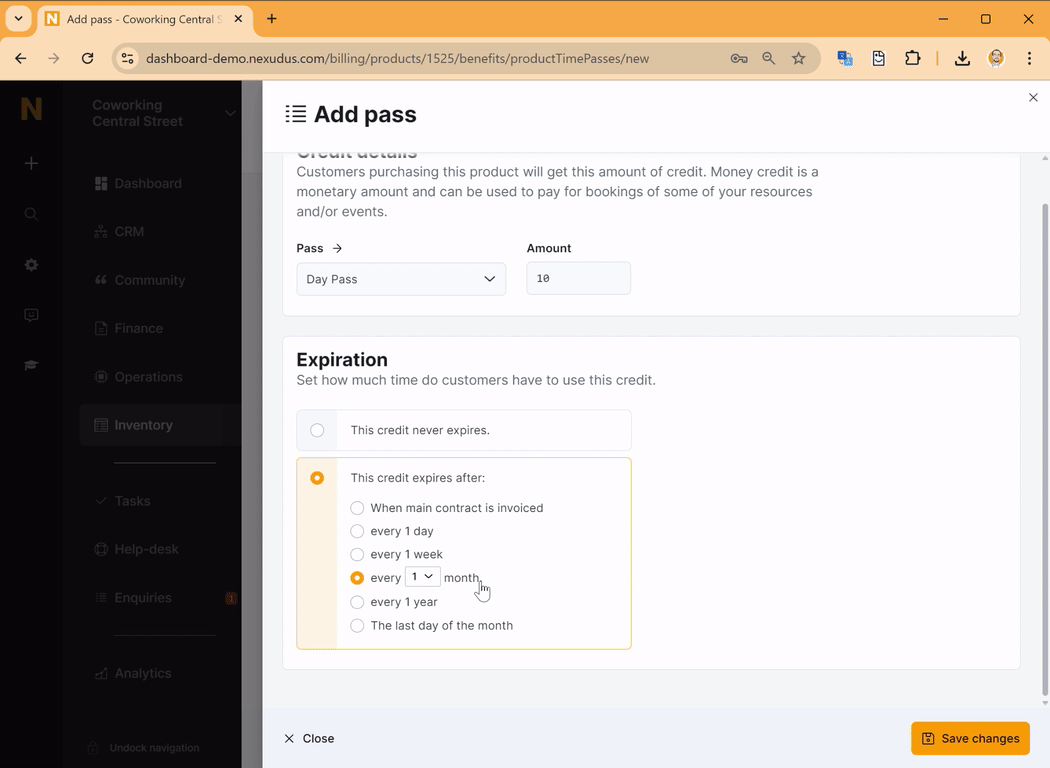 N Add pass - Coworking Central S
dashboard-demo.nexudus.com/billing/products/1525/benefits/productTimePasses/new
N
Coworking
Central Street
Dashboard
CRM
Community
Finance
Operations
Inventory
Tasks
Help-desk
Enquiries 1
Analytics
Undock navigation
Add pass
Credit details
Customers purchasing this product will get this amount of credit. Money credit is a
monetary amount and can be used to pay for bookings of some of your resources
and/or events.
Pass → Amount
Day Pass 10
Expiration
Set how much time do customers have to use this credit.
This credit never expires.
This credit expires after:
When main contract is invoiced
every 1 day
every 1 week
every 1 month
every 1 year
The last day of the month
Close
Save changes